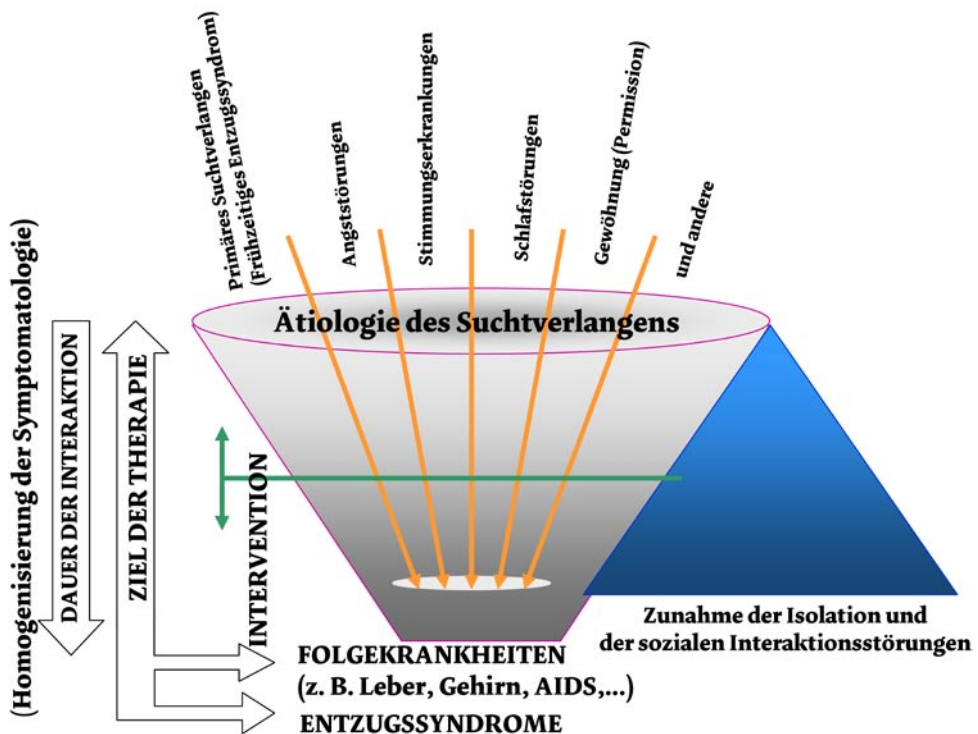 Primäres Suchtverlangen
(Frühzeitiges Entzugssyndrom)
Angststörungen
Stimmungserkrankungen
Schlafstörungen
Gewöhnung (Permission)
und andere
Ätiologie des Suchtverlangens
(Homogenisierung der Symptomatologie)
DAUER DER INTERAKTION
ZIEL DER THERAPIE
INTERVENTION
Zunahme der Isolation und
der sozialen Interaktionsstörungen
FOLGEKRANKHEITEN
(z. B. Leber, Gehirn, AIDS,...)
ENTZUGSSYNDROME